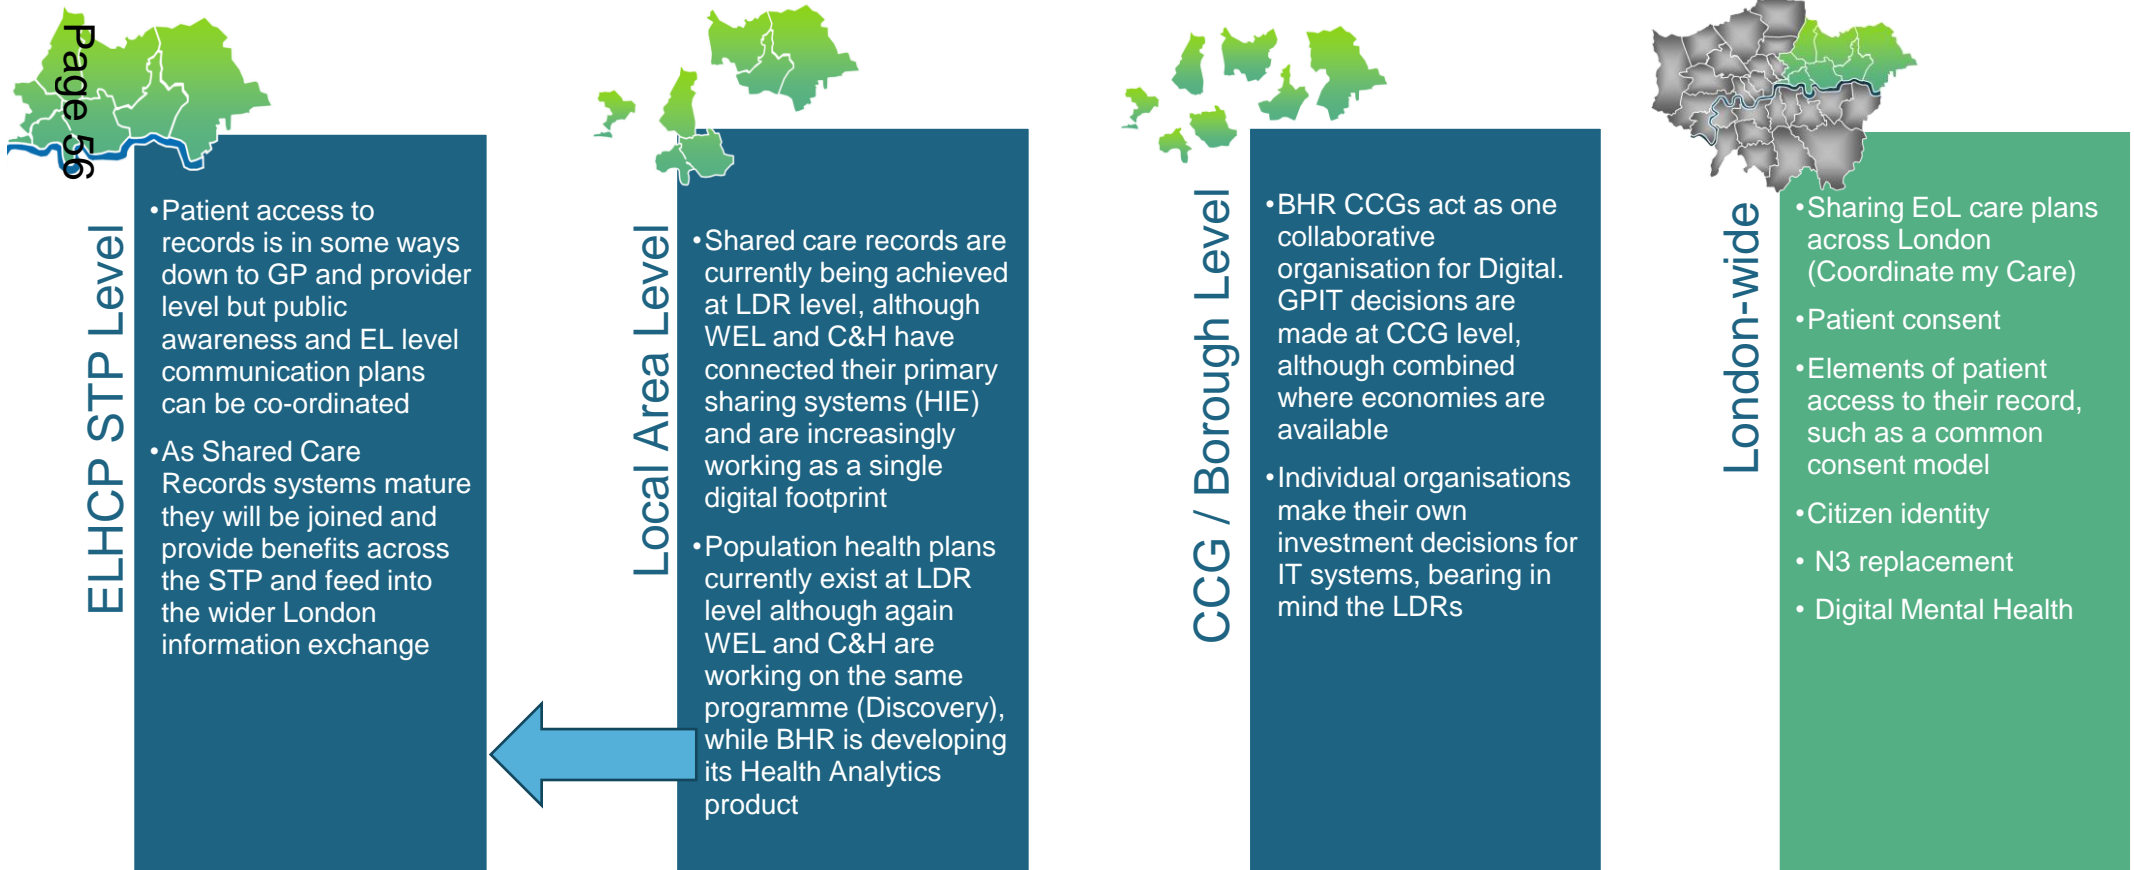 Page 56
ELHCP STP Level
•Patient access to
records is in some ways
down to GP and provider
level but public
awareness and EL level
communication plans
can be co-ordinated
•As Shared Care
Records systems mature
they will be joined and
provide benefits across
the STP and feed into
the wider London
information exchange
Local Area Level
•Shared care records are
currently being achieved
at LDR level, although
WEL and C&H have
connected their primary
sharing systems (HIE)
and are increasingly
working as a single
digital footprint
•Population health plans
currently exist at LDR
level although again
WEL and C&H are
working on the same
programme (Discovery),
while BHR is developing
its Health Analytics
product
CCG / Borough Level
•BHR CCGs act as one
collaborative
organisation for Digital.
GPIT decisions are
made at CCG level,
although combined
where economies are
available
•Individual organisations
make their own
investment decisions for
IT systems, bearing in
mind the LDRs
London-wide
•Sharing EoL care plans
across London
(Coordinate my Care)
•Patient consent
•Elements of patient
access to their record,
such as a common
consent model
•Citizen identity
• N3 replacement
• Digital Mental Health